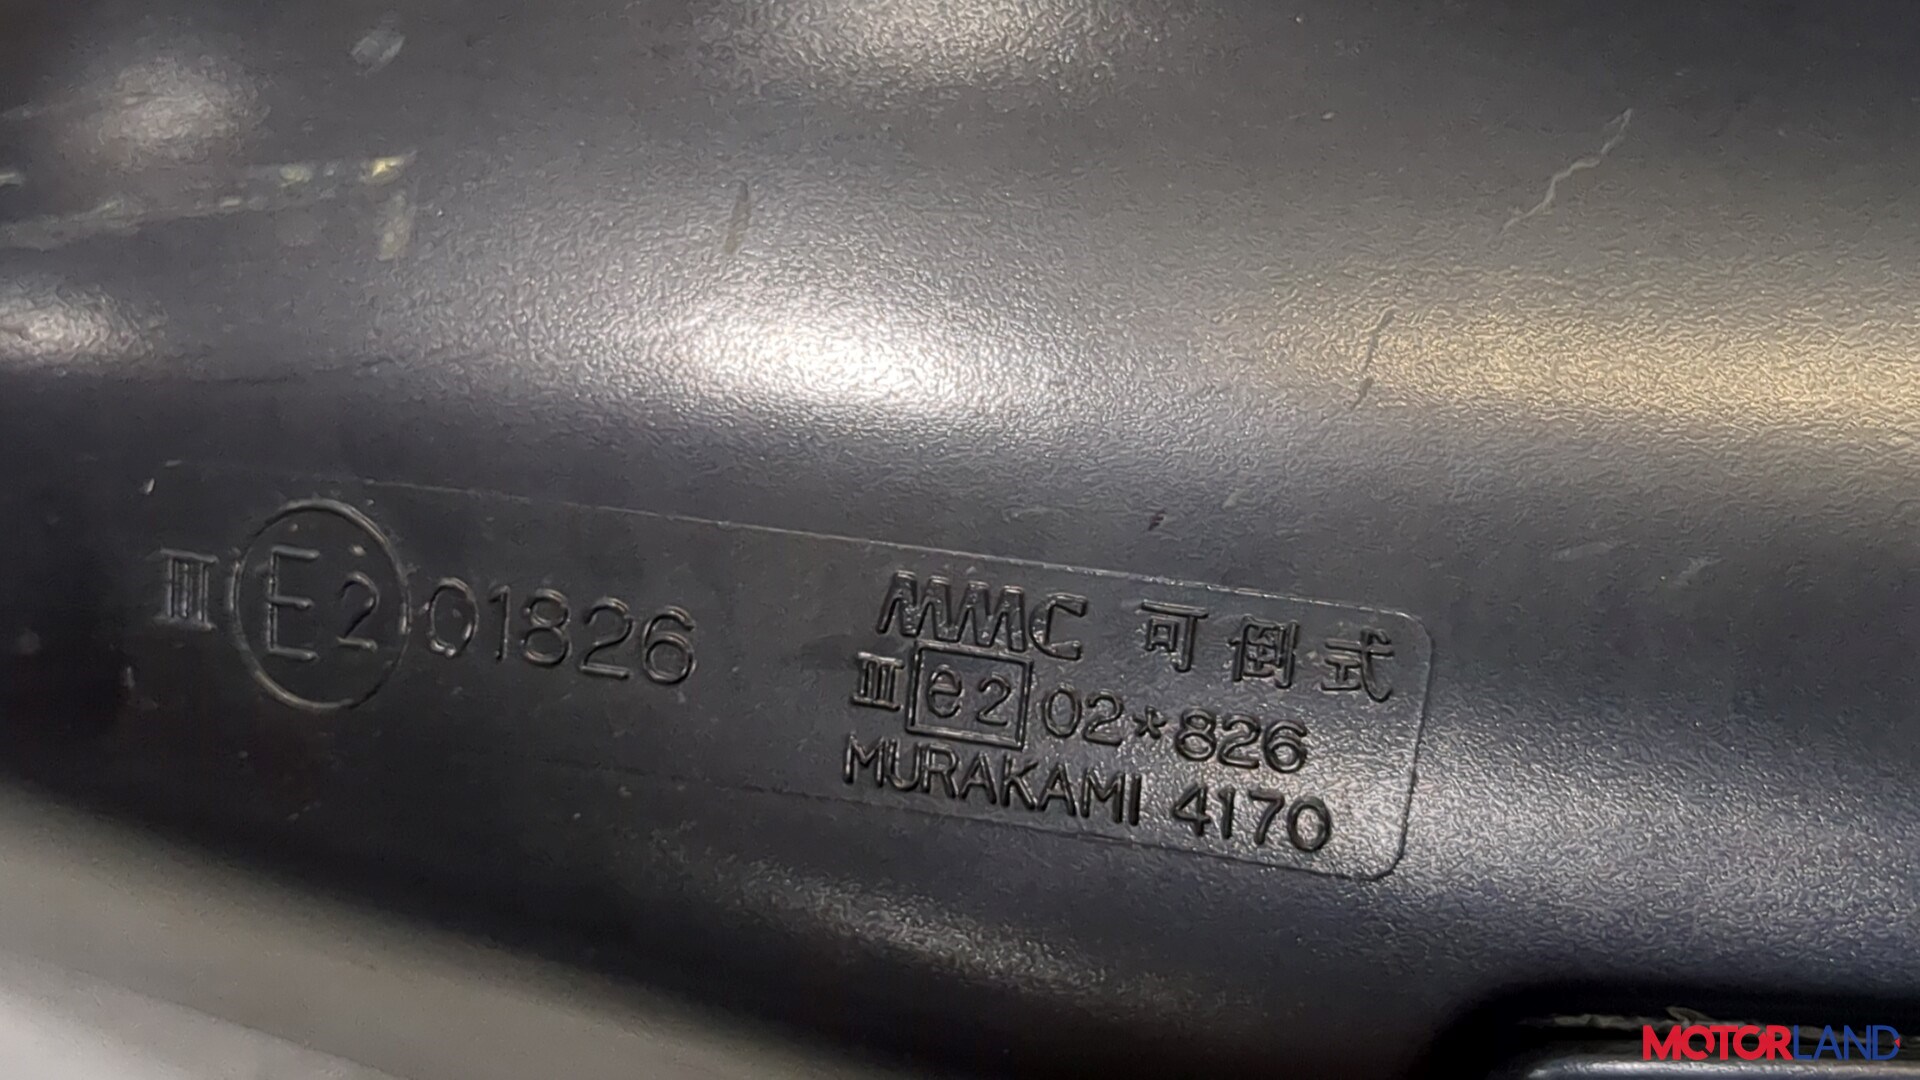 III E2 01826
MMC 可倒式
III e2 02*826
MURAKAMI 4170
MOTORLAND